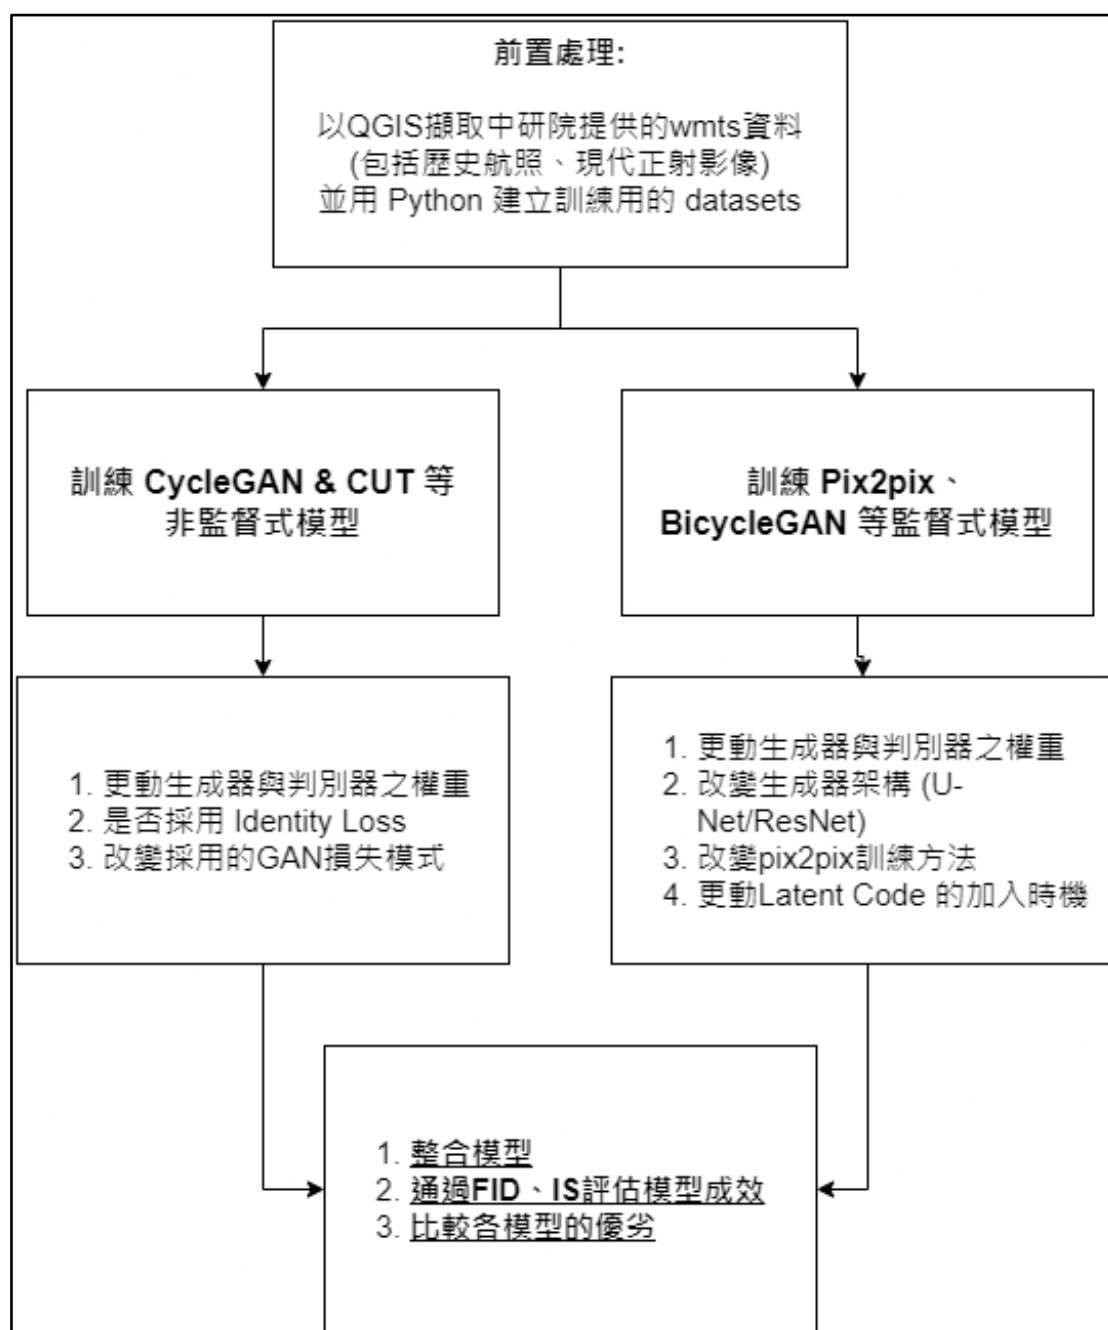 前置處理:
以QGIS擷取中研院提供的wmts資料
(包括歷史航照、現代正射影像)
並用 Python 建立訓練用的 datasets
訓練 CycleGAN & CUT 等
非監督式模型
訓練 Pix2pix、
BicycleGAN 等監督式模型
1. 更動生成器與判別器之權重
2. 是否採用 Identity Loss
3. 改變採用的GAN損失模式
1. 更動生成器與判別器之權重
2. 改變生成器架構 (U-
Net/ResNet)
3. 改變pix2pix訓練方法
4. 更動Latent Code 的加入時機
1. 整合模型
2. 通過FID、IS評估模型成效
3. 比較各模型的優劣